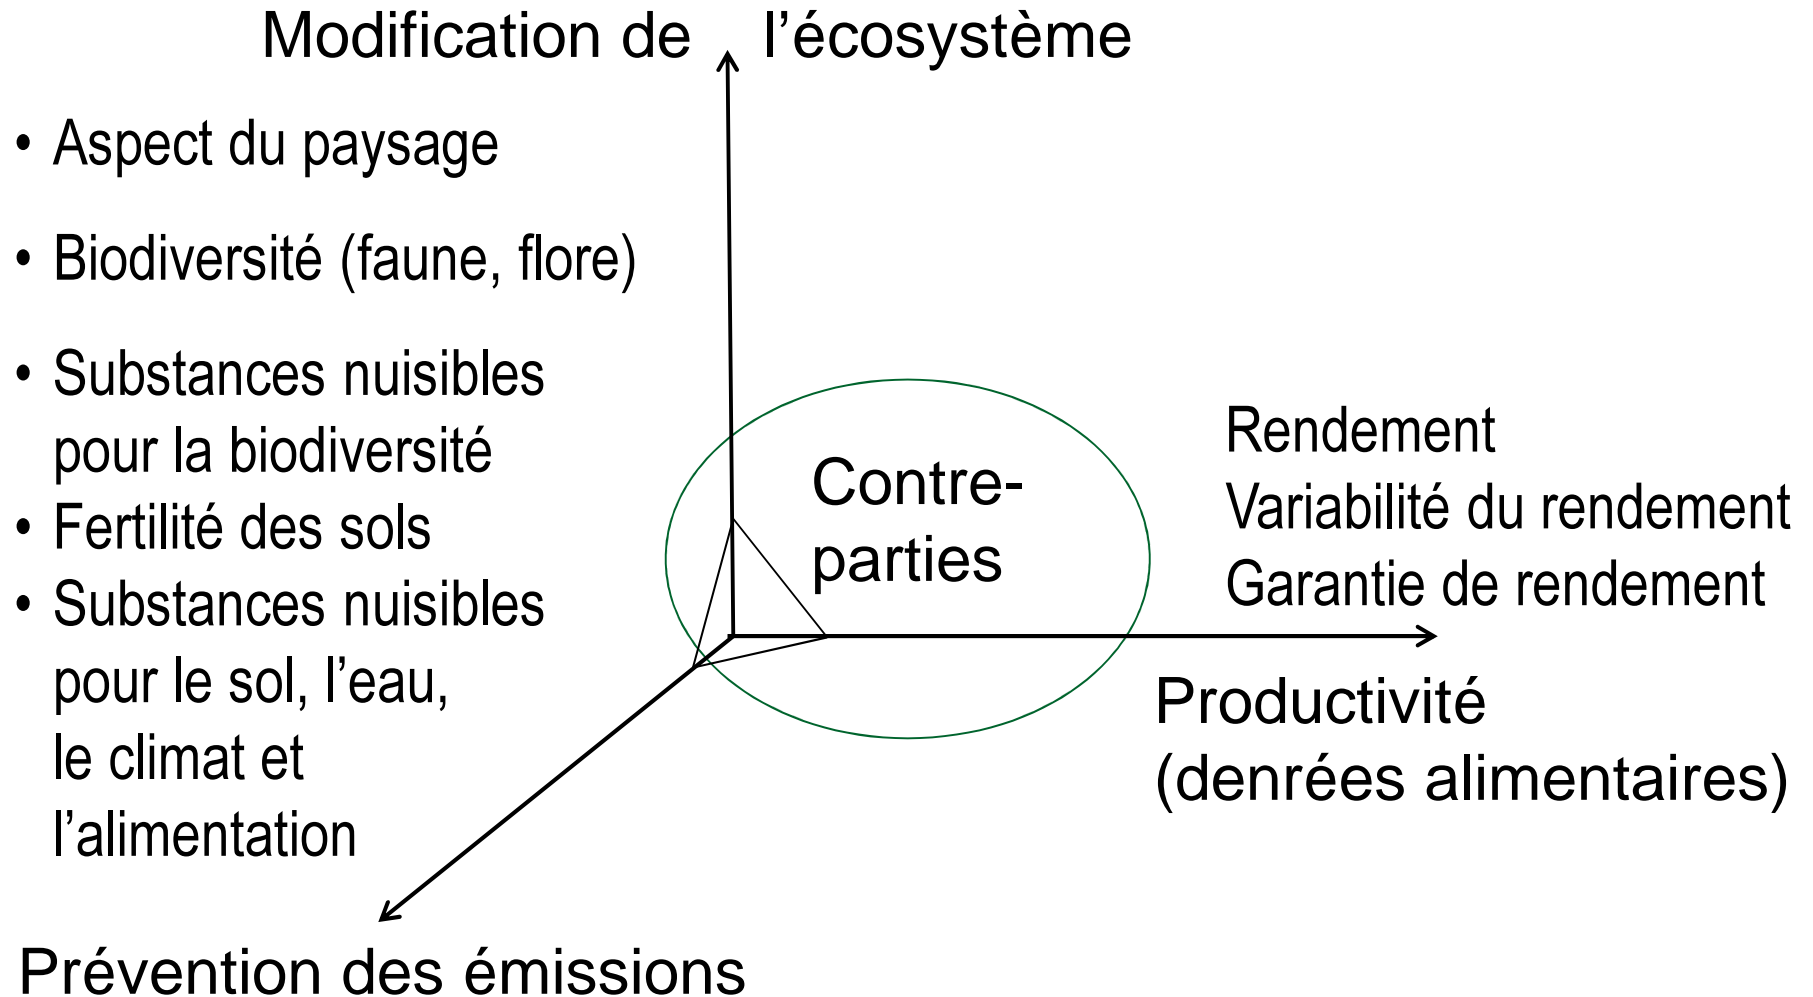 Modification de l’écosystème
• Aspect du paysage
• Biodiversité (faune, flore)
• Substances nuisibles
pour la biodiversité
• Fertilité des sols
• Substances nuisibles
pour le sol, l’eau,
le climat et
l’alimentation
Contre-
parties
Rendement
Variabilité du rendement
Garantie de rendement
Productivité
(denrées alimentaires)
Prévention des émissions